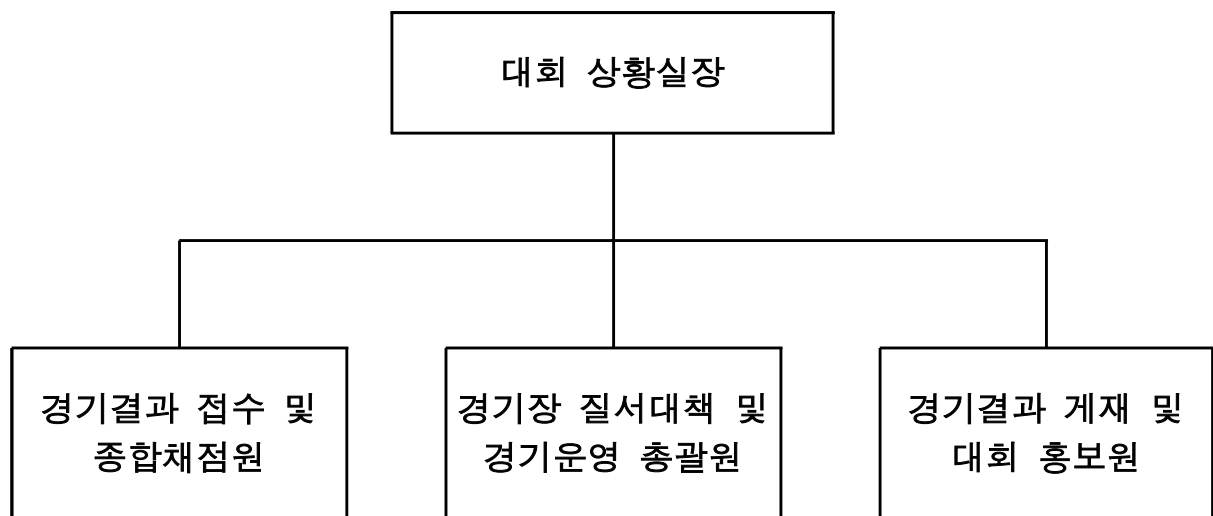 대회 상황실장
경기결과 접수 및
종합채점원
경기장 질서대책 및
경기운영 총괄원
경기결과 게재 및
대회 홍보원